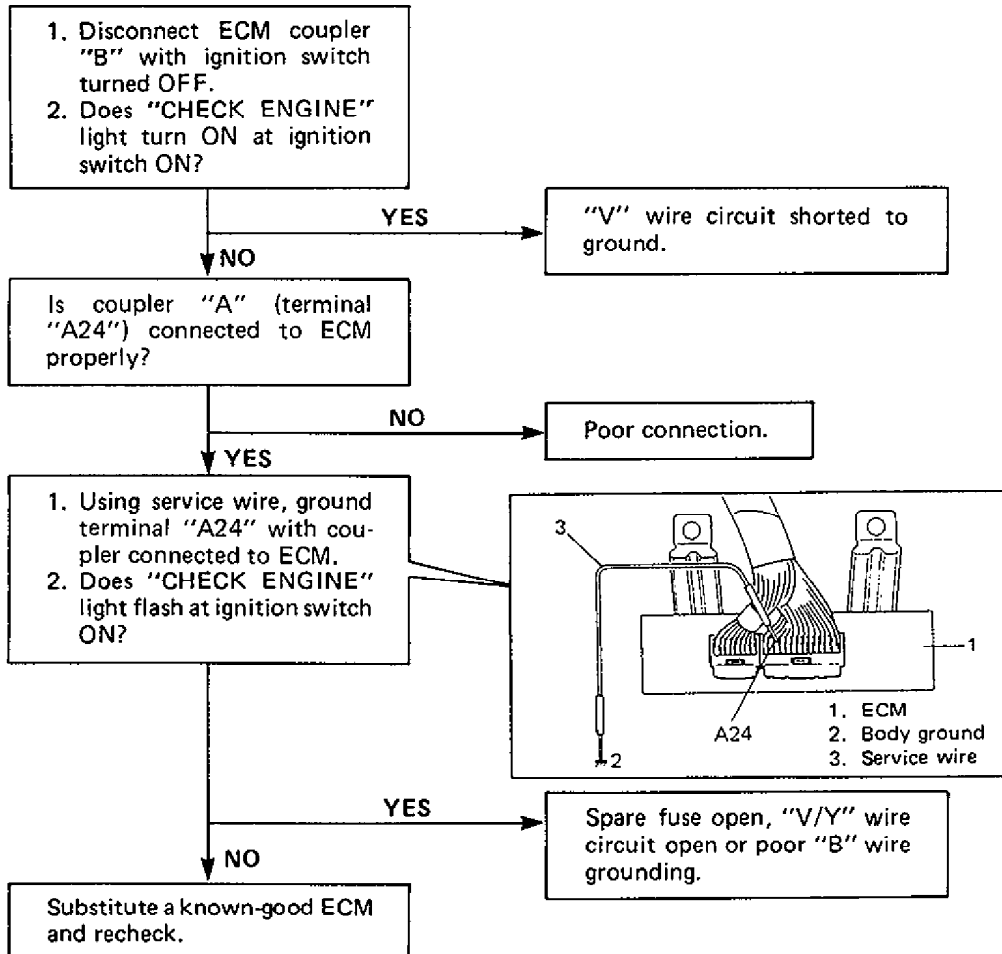 1. Disconnect ECM coupler
"B" with ignition switch
turned OFF.
2. Does "CHECK ENGINE"
light turn ON at ignition
switch ON?
YES
"V" wire circuit shorted to
ground.
NO
Is coupler "A" (terminal
"A24") connected to ECM
properly?
NO
Poor connection.
YES
1. Using service wire, ground
terminal "A24" with cou-
pler connected to ECM.
2. Does "CHECK ENGINE"
light flash at ignition switch
ON?
3
1
A24
2
1. ECM
2. Body ground
3. Service wire
YES
Spare fuse open, "V/Y" wire
circuit open or poor "B" wire
grounding.
NO
Substitute a known-good ECM
and recheck.